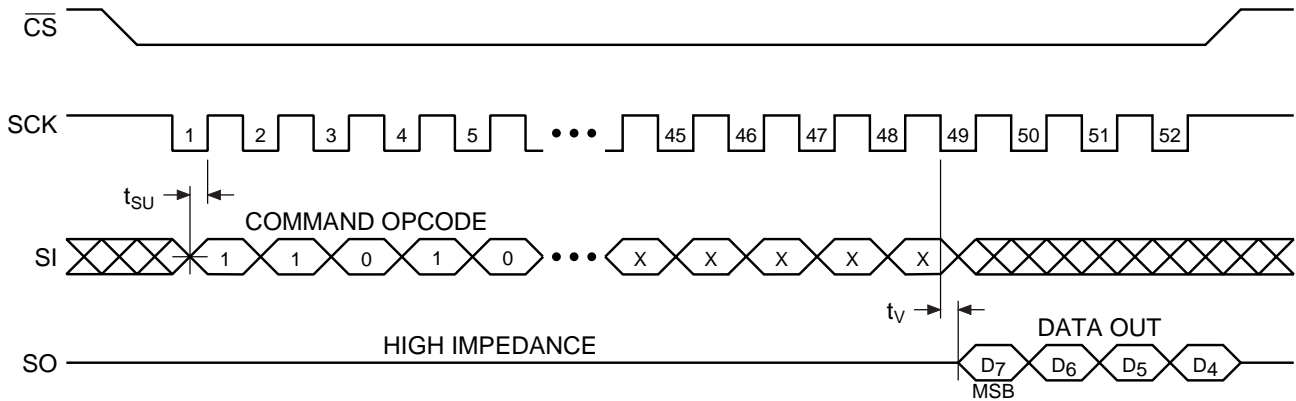 CS
SCK 1 2 3 4 5 ••• 45 46 47 48 49 50 51 52
tSU
COMMAND OPCODE
SI 1 1 0 1 0 ••• X X X X X
tV
HIGH IMPEDANCE DATA OUT
SO D7 D6 D5 D4
MSB